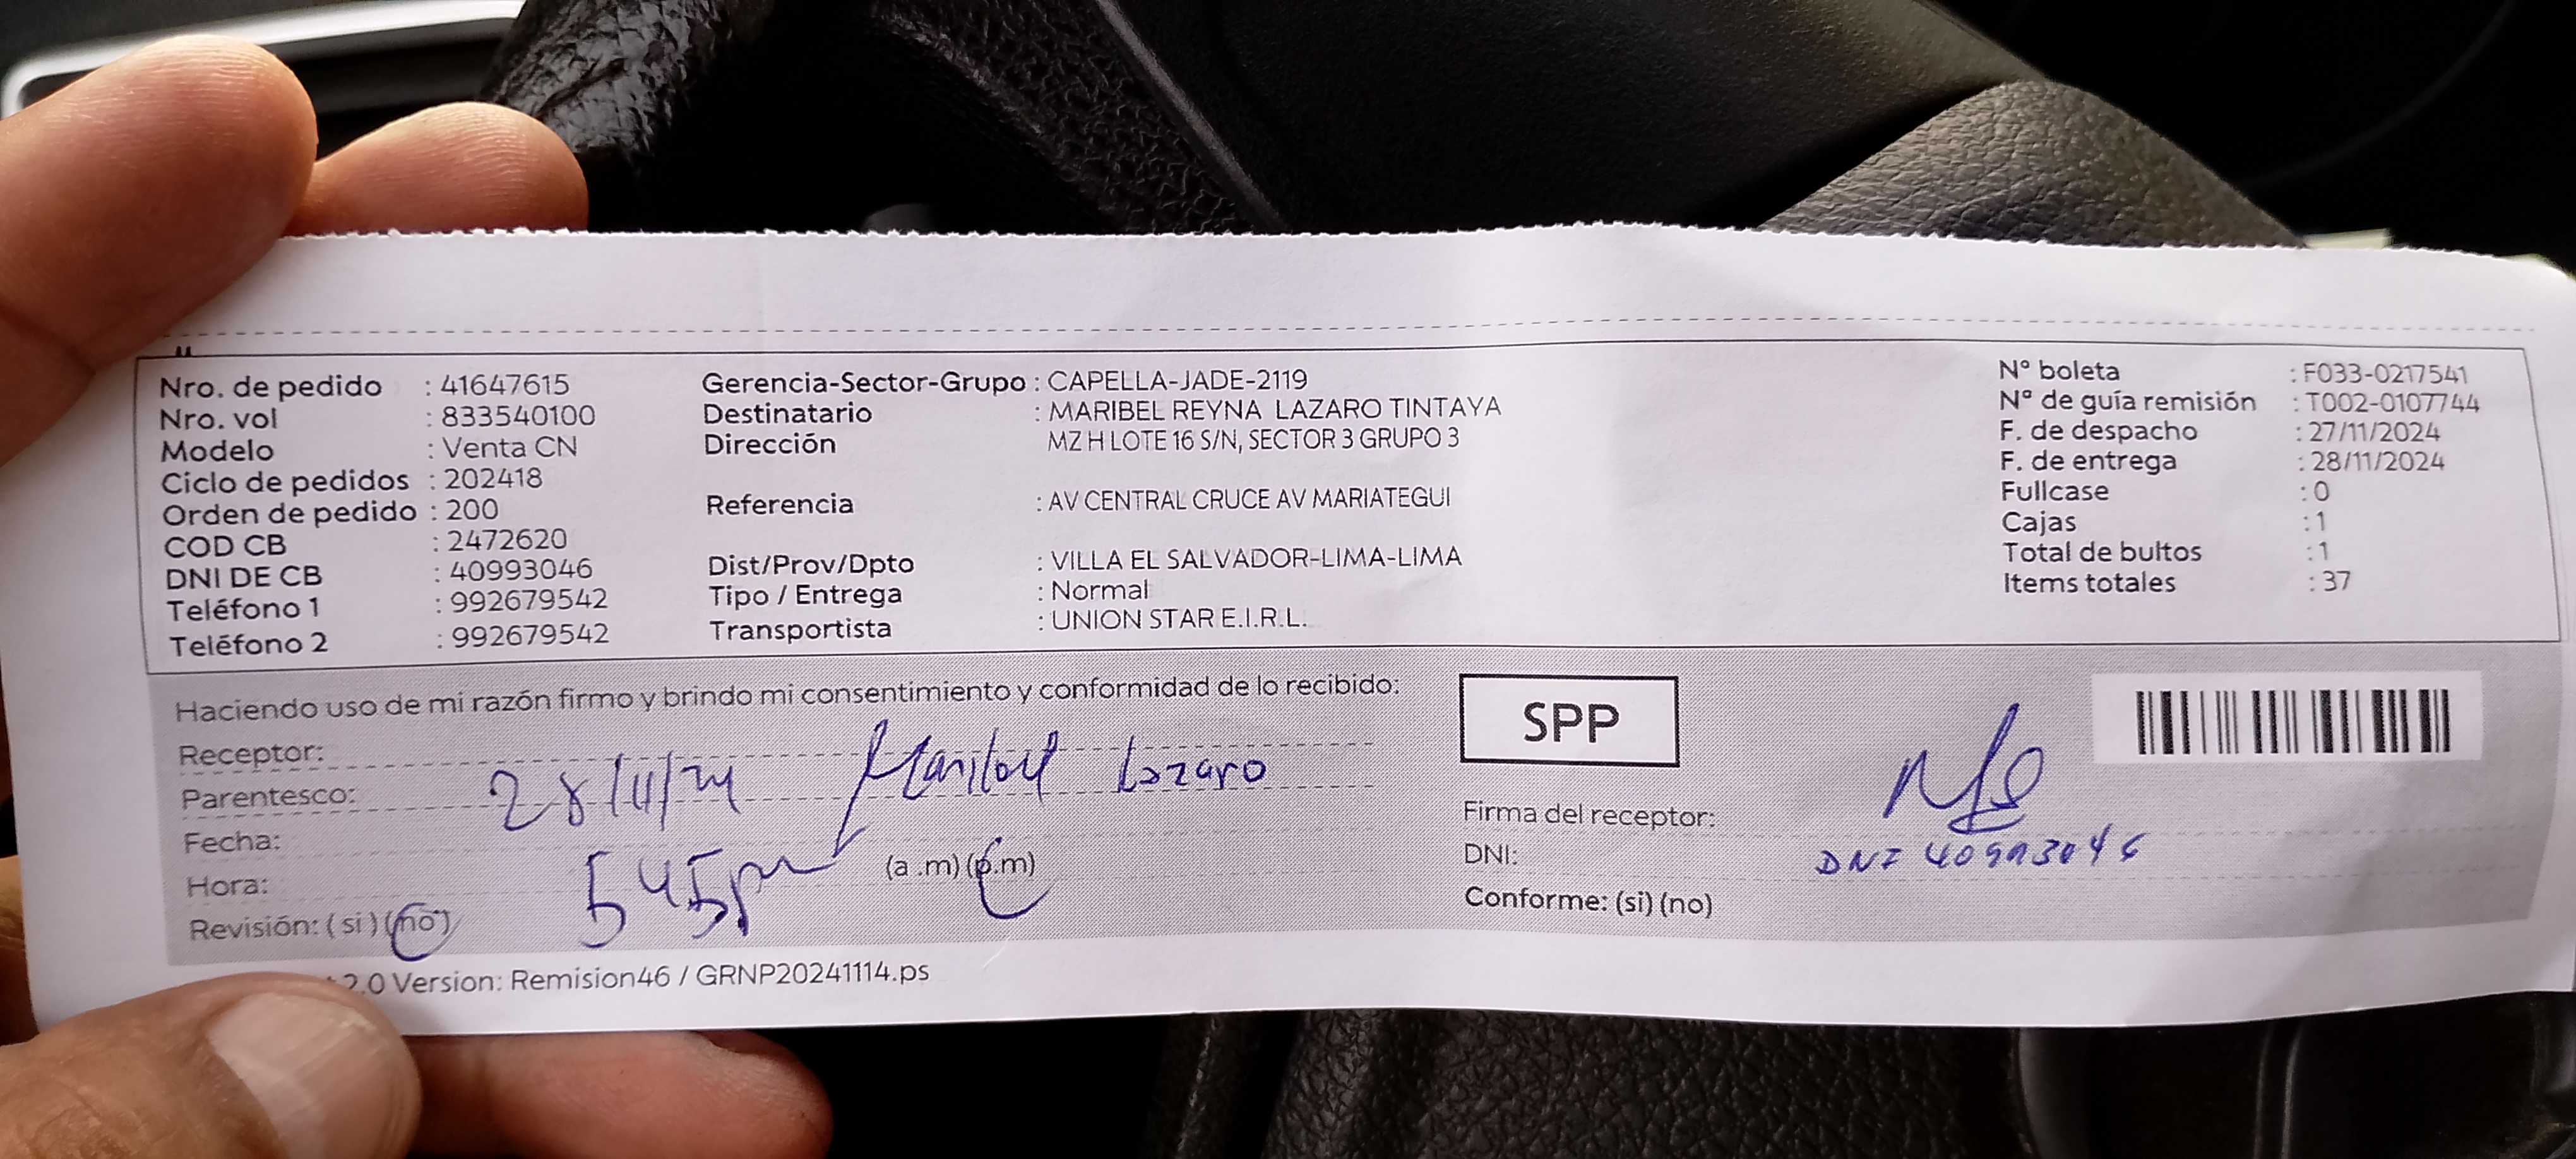 Nro. de pedido : 41647615
Nro. vol : 833540100
Modelo : Venta CN
Ciclo de pedidos : 202418
Orden de pedido : 200
COD CB : 2472620
DNI DE CB : 40993046
Teléfono 1 : 992679542
Teléfono 2 : 992679542
Gerencia-Sector-Grupo : CAPELLA-JADE-2119
Destinatario : MARIBEL REYNA LAZARO TINTAYA
Dirección MZ H LOTE 16 S/N, SECTOR 3 GRUPO 3
Referencia : AV CENTRAL CRUCE AV MARIATEGUI
Dist/Prov/Dpto : VILLA EL SALVADOR-LIMA-LIMA
Tipo / Entrega : Normal
Transportista : UNION STAR E.I.R.L.
Nº boleta : F033-0217541
Nº de guía remisión : T002-0107744
F. de despacho : 27/11/2024
F. de entrega : 28/11/2024
Fullcase : 0
Cajas : 1
Total de bultos : 1
Items totales : 37
Haciendo uso de mi razón firmo y brindo mi consentimiento y conformidad de lo recibido:
Receptor: Maribel Lazaro
Parentesco: 28/11/24
Fecha:
Hora: 545pm (a .m) (p.m)
Revisión: ( si ) (no)
SPP
Firma del receptor:
DNI: DNI 40993046
Conforme: (si) (no)
2.0 Version: Remision46 / GRNP20241114.ps